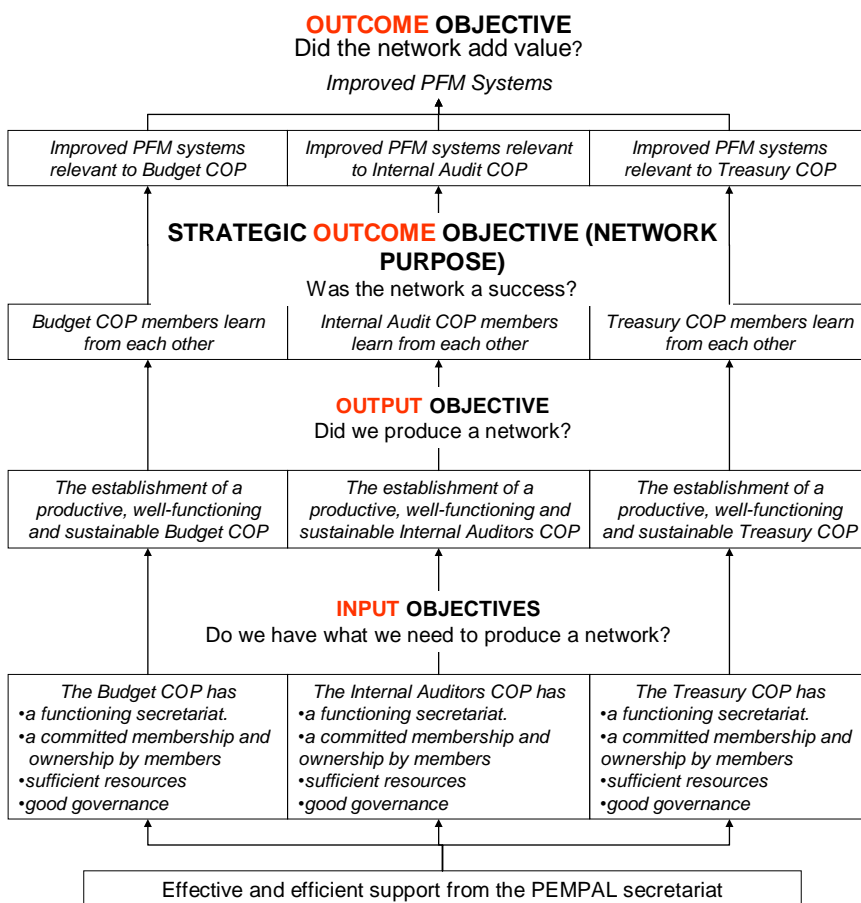 OUTCOME OBJECTIVE
Did the network add value?
Improved PFM Systems
Improved PFM systems
relevant to Budget COP
Improved PFM systems relevant
to Internal Audit COP
Improved PFM systems
relevant to Treasury COP
STRATEGIC OUTCOME OBJECTIVE (NETWORK
PURPOSE)
Was the network a success?
Budget COP members learn
from each other
Internal Audit COP members
learn from each other
Treasury COP members learn
from each other
OUTPUT OBJECTIVE
Did we produce a network?
The establishment of a
productive, well-functioning
and sustainable Budget COP
The establishment of a
productive, well-functioning and
sustainable Internal Auditors COP
The establishment of a
productive, well-functioning
and sustainable Treasury COP
INPUT OBJECTIVES
Do we have what we need to produce a network?
The Budget COP has
•a functioning secretariat.
•a committed membership and
ownership by members
•sufficient resources
•good governance
The Internal Auditors COP has
•a functioning secretariat.
•a committed membership and
ownership by members
•sufficient resources
•good governance
The Treasury COP has
•a functioning secretariat.
•a committed membership and
ownership by members
•sufficient resources
•good governance
Effective and efficient support from the PEMPAL secretariat